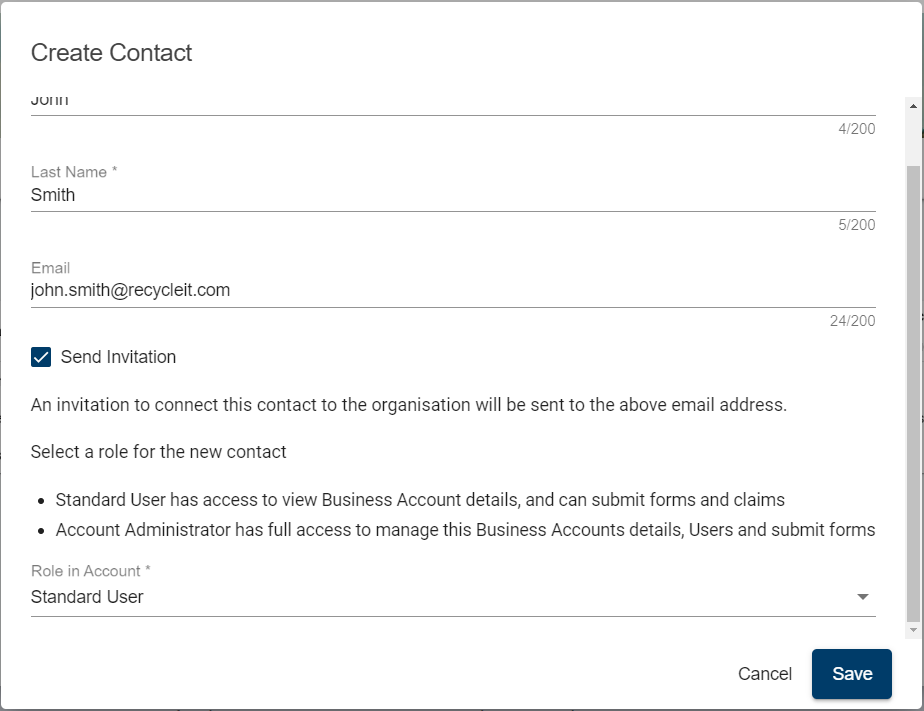 Create Contact
John
4/200
Last Name *
Smith
5/200
Email
john.smith@recycleit.com
24/200
Send Invitation
An invitation to connect this contact to the organisation will be sent to the above email address.
Select a role for the new contact
Standard User has access to view Business Account details, and can submit forms and claims
Account Administrator has full access to manage this Business Accounts details, Users and submit forms
Role in Account *
Standard User
Cancel
Save